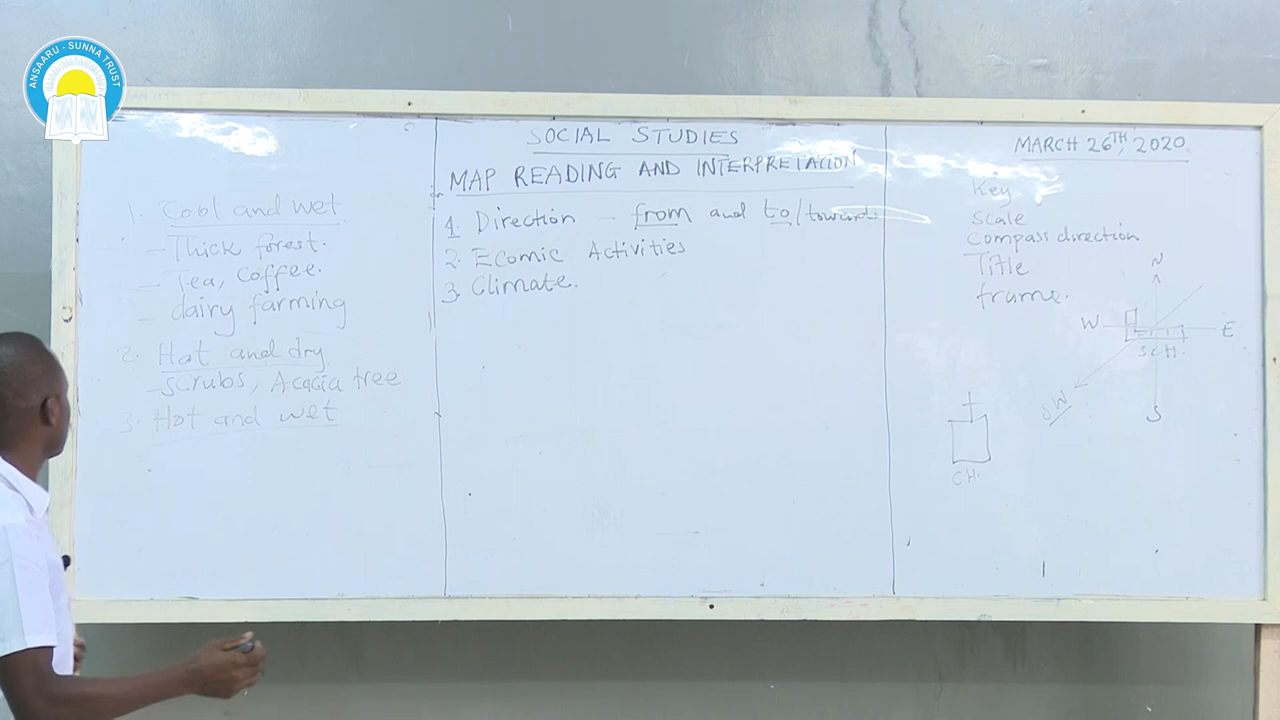 ANSAARU - SUNNA TRUST
SOCIAL STUDIES
MAP READING AND INTERPRETATION
1. Direction - from and to/towards
2. Ecomic Activities
3. Climate.
1. Cool and wet
- Thick forest.
- Tea, Coffee.
- dairy farming
2. Hot and dry
- scrubs, Acacia tree
3. Hot and wet
MARCH 26TH, 2020.
Key
Scale
Compass direction
Title
frame.
N
W
E
SCH.
SW
S
CH.